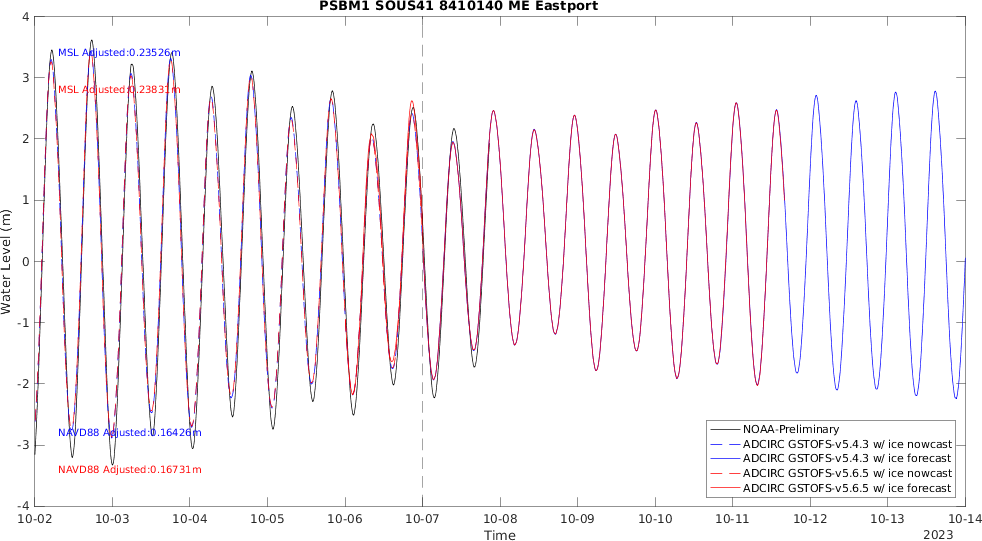 PSBM1 SOUS41 8410140 ME Eastport
4
3
2
1
0
-1
-2
-3
-4
Water Level (m)
MSL Adjusted:0.23526m
MSL Adjusted:0.23831m
NAVD88 Adjusted:0.16426m
NAVD88 Adjusted:0.16731m
NOAA-Preliminary
ADCIRC GSTOFS-v5.4.3 w/ ice nowcast
ADCIRC GSTOFS-v5.4.3 w/ ice forecast
ADCIRC GSTOFS-v5.6.5 w/ ice nowcast
ADCIRC GSTOFS-v5.6.5 w/ ice forecast
10-02 10-03 10-04 10-05 10-06 10-07 10-08 10-09 10-10 10-11 10-12 10-13 10-14
Time
2023